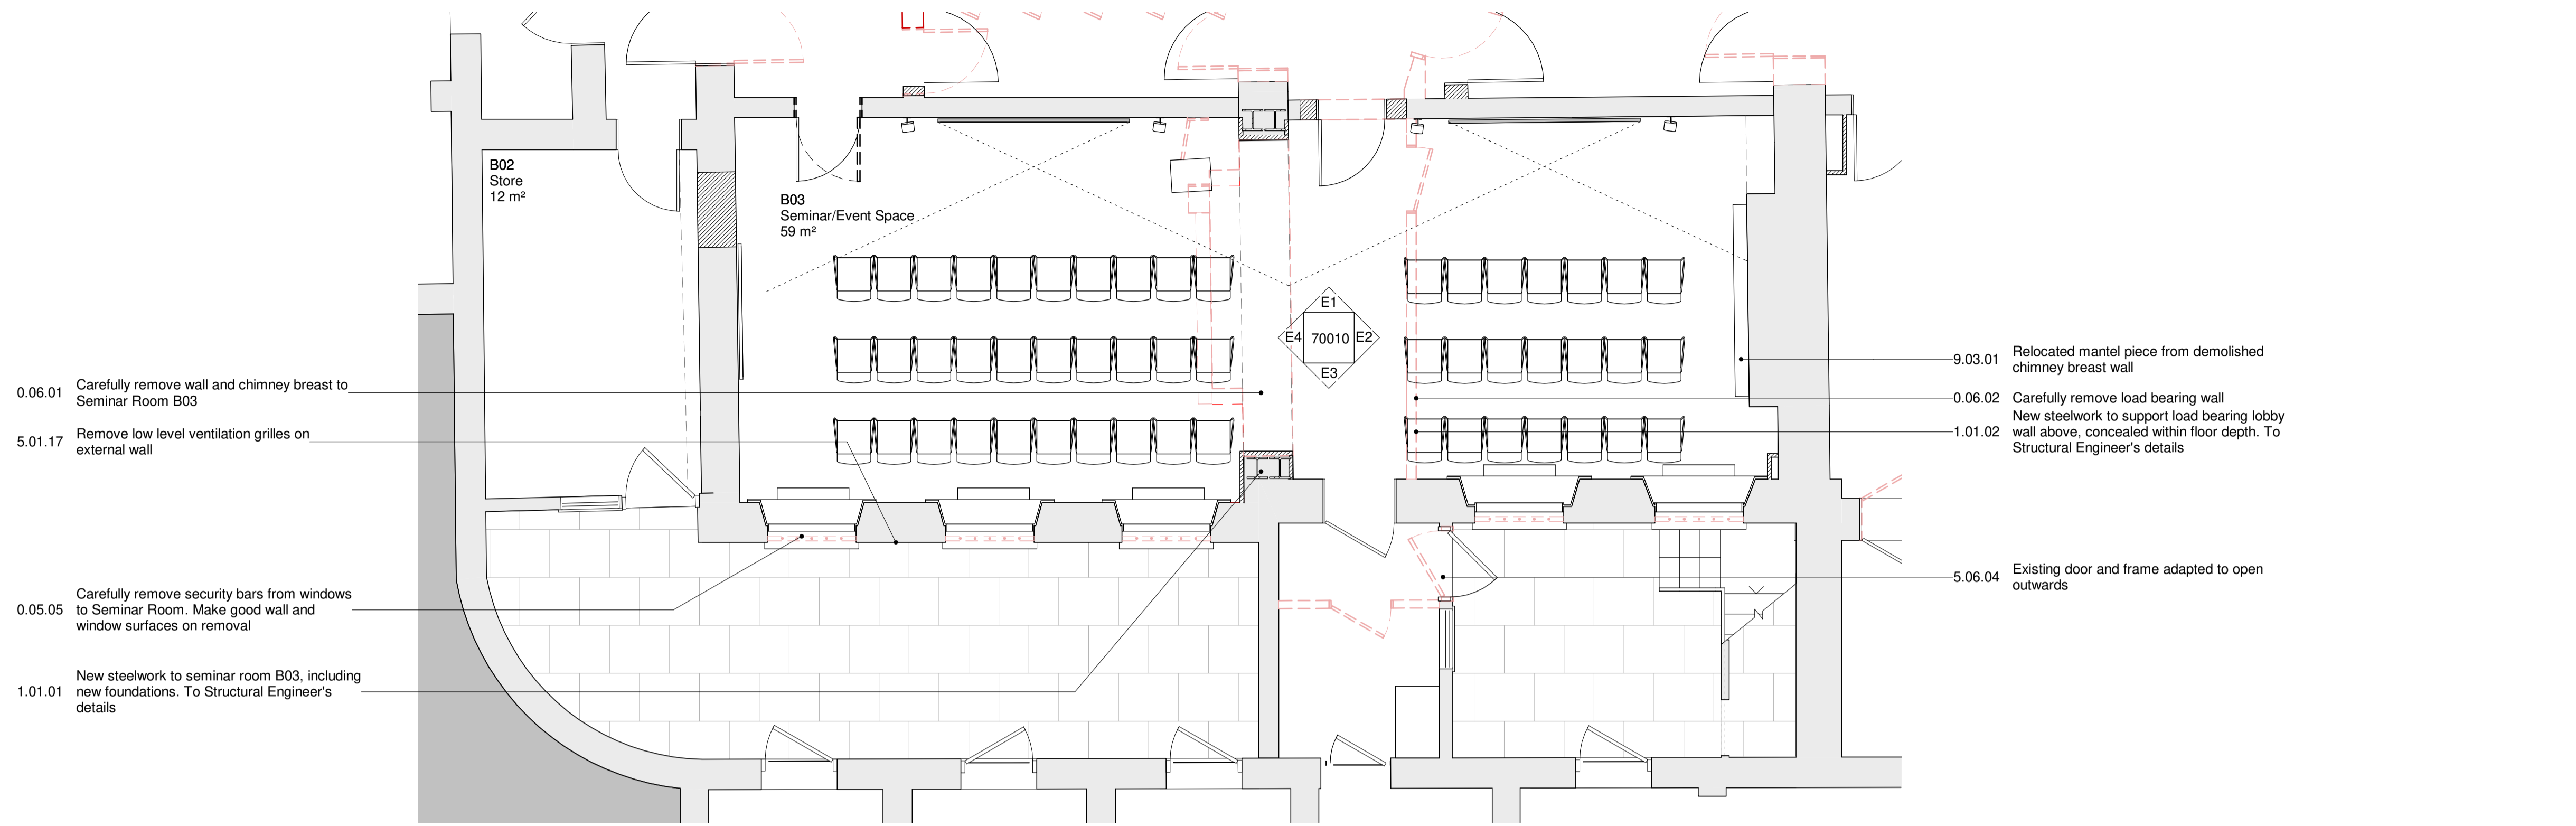 B02
Store
12 m²
B03
Seminar/Event Space
59 m²
E1
E4 70010 E2
E3
0.06.01 Carefully remove wall and chimney breast to
Seminar Room B03
5.01.17 Remove low level ventilation grilles on
external wall
Carefully remove security bars from windows
0.05.05 to Seminar Room. Make good wall and
window surfaces on removal
New steelwork to seminar room B03, including
1.01.01 new foundations. To Structural Engineer's
details
9.03.01 Relocated mantel piece from demolished
chimney breast wall
0.06.02 Carefully remove load bearing wall
New steelwork to support load bearing lobby
1.01.02 wall above, concealed within floor depth. To
Structural Engineer's details
5.06.04 Existing door and frame adapted to open
outwards